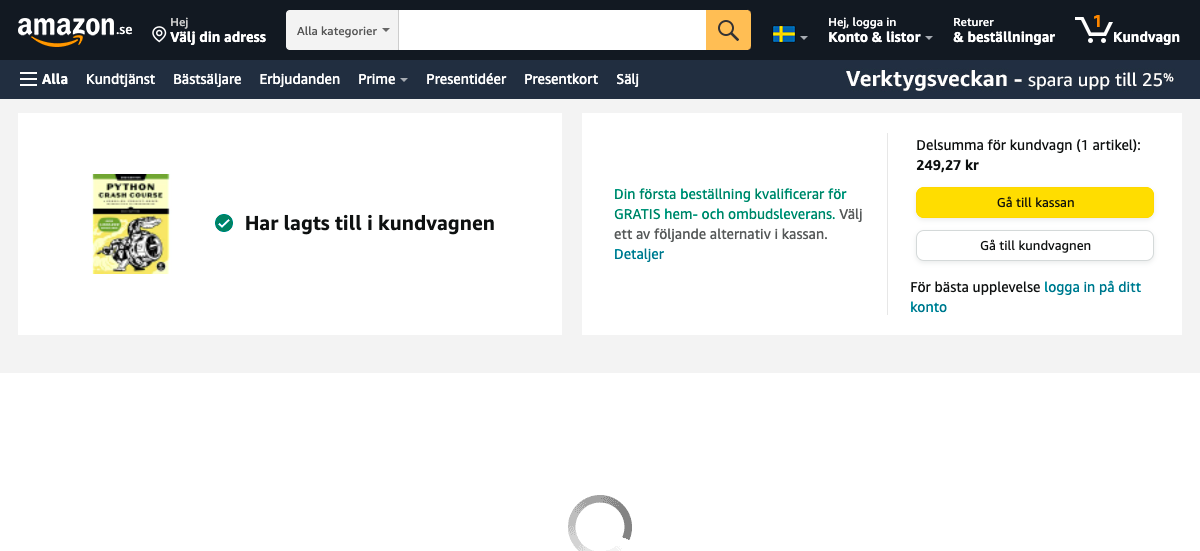 amazon.se
Hej
Välj din adress
Alla kategorier
Hej, logga in
Konto & listor
Returer
& beställningar
1
Kundvagn
Alla
Kundtjänst
Bästsäljare
Erbjudanden
Prime
Presentidéer
Presentkort
Sälj
Verktygsveckan - spara upp till 25%
PYTHON
CRASH COURSE
Har lagts till i kundvagnen
Din första beställning kvalificerar för
GRATIS hem- och ombudsleverans. Välj
ett av följande alternativ i kassan.
Detaljer
Delsumma för kundvagn (1 artikel):
249,27 kr
Gå till kassan
Gå till kundvagnen
För bästa upplevelse logga in på ditt
konto